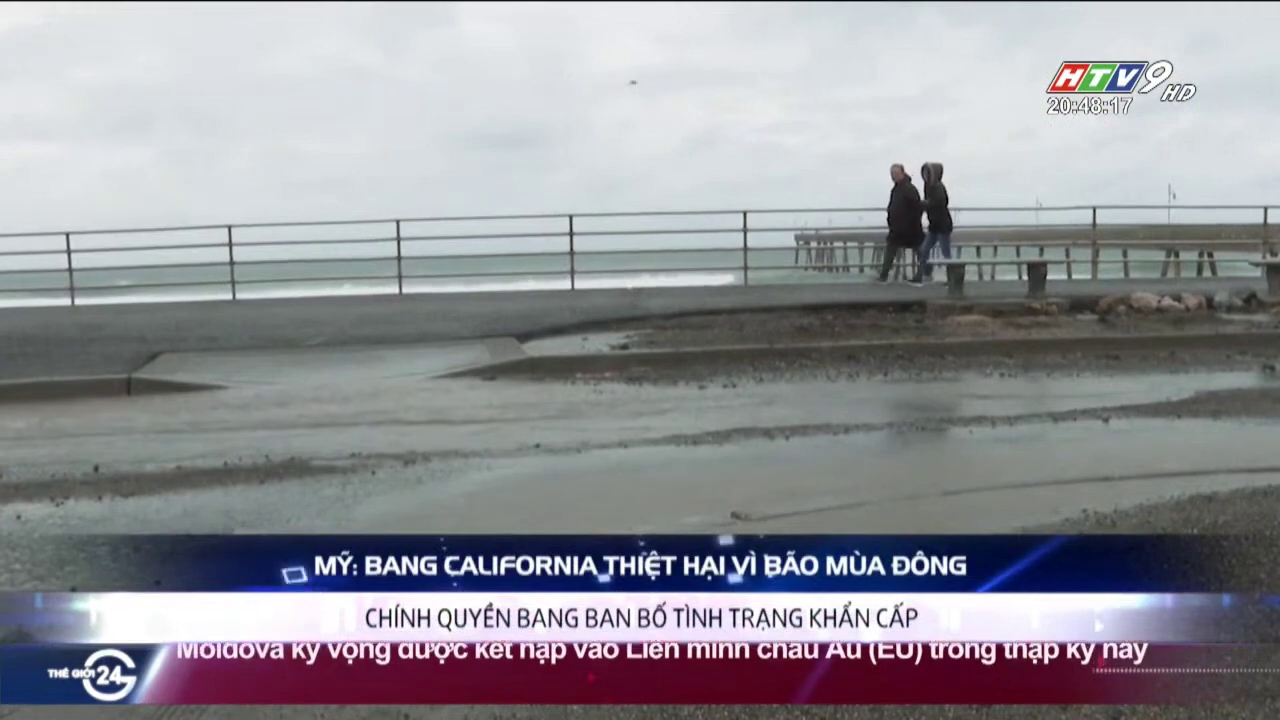 HTV9 HD
20:48:17
MỸ: BANG CALIFORNIA THIỆT HẠI VÌ BÃO MÙA ĐÔNG
CHÍNH QUYỀN BANG BAN BỐ TÌNH TRẠNG KHẨN CẤP
Moldova kỳ vọng được kết nạp vào Liên minh châu Âu (EU) trong thập kỷ này
THẾ GIỚI 24G